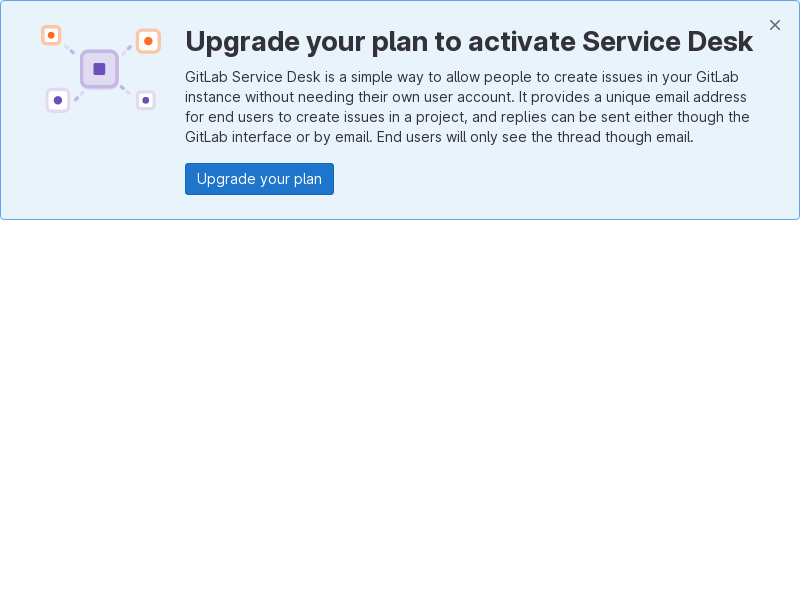 Upgrade your plan to activate Service Desk
GitLab Service Desk is a simple way to allow people to create issues in your GitLab
instance without needing their own user account. It provides a unique email address
for end users to create issues in a project, and replies can be sent either though the
GitLab interface or by email. End users will only see the thread though email.
Upgrade your plan